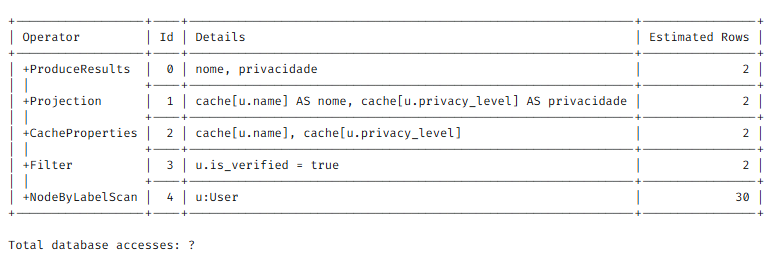 Operator | Id | Details | Estimated Rows
+ProduceResults | 0 | nome, privacidade | 2
+Projection | 1 | cache[u.name] AS nome, cache[u.privacy_level] AS privacidade | 2
+CacheProperties | 2 | cache[u.name], cache[u.privacy_level] | 2
+Filter | 3 | u.is_verified = true | 2
+NodeByLabelScan | 4 | u:User | 30
Total database accesses: ?